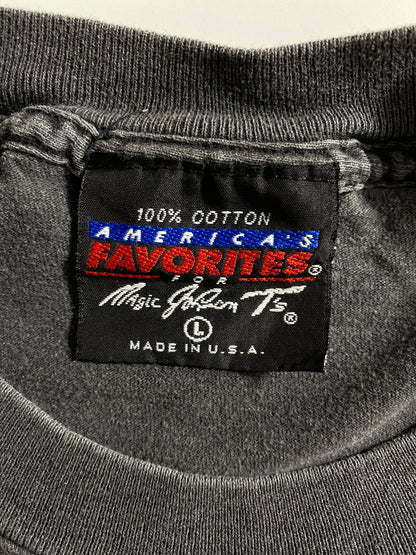 100% COTTON
AMERICA'S
FAVORITES®
FOR
Magic Johnson T's®
L
MADE IN U.S.A.